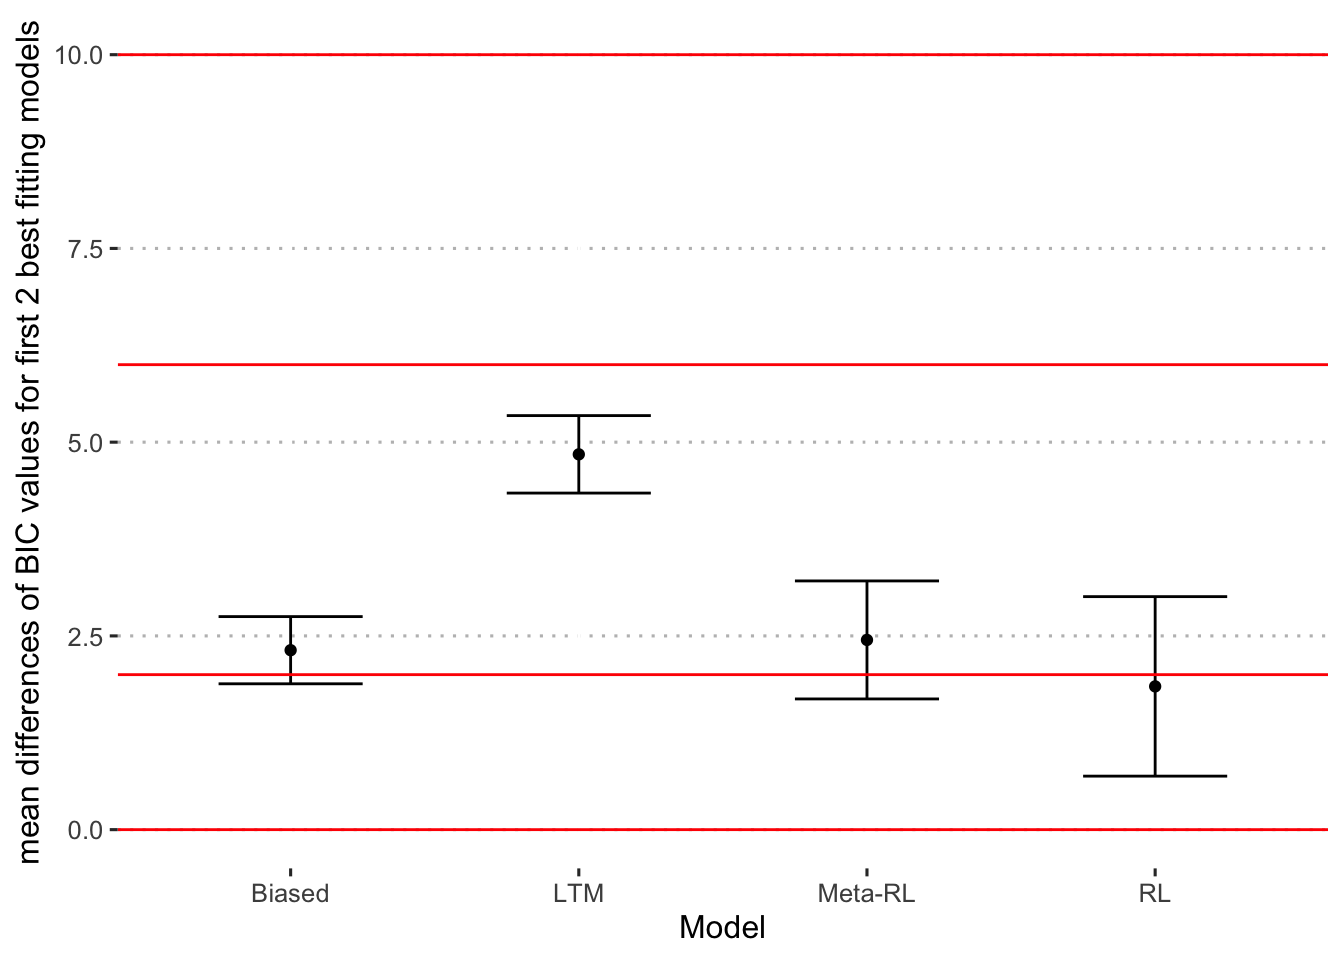 mean differences of BIC values for first 2 best fitting models
10.0
7.5
5.0
2.5
0.0
Biased
LTM
Meta-RL
RL
Model